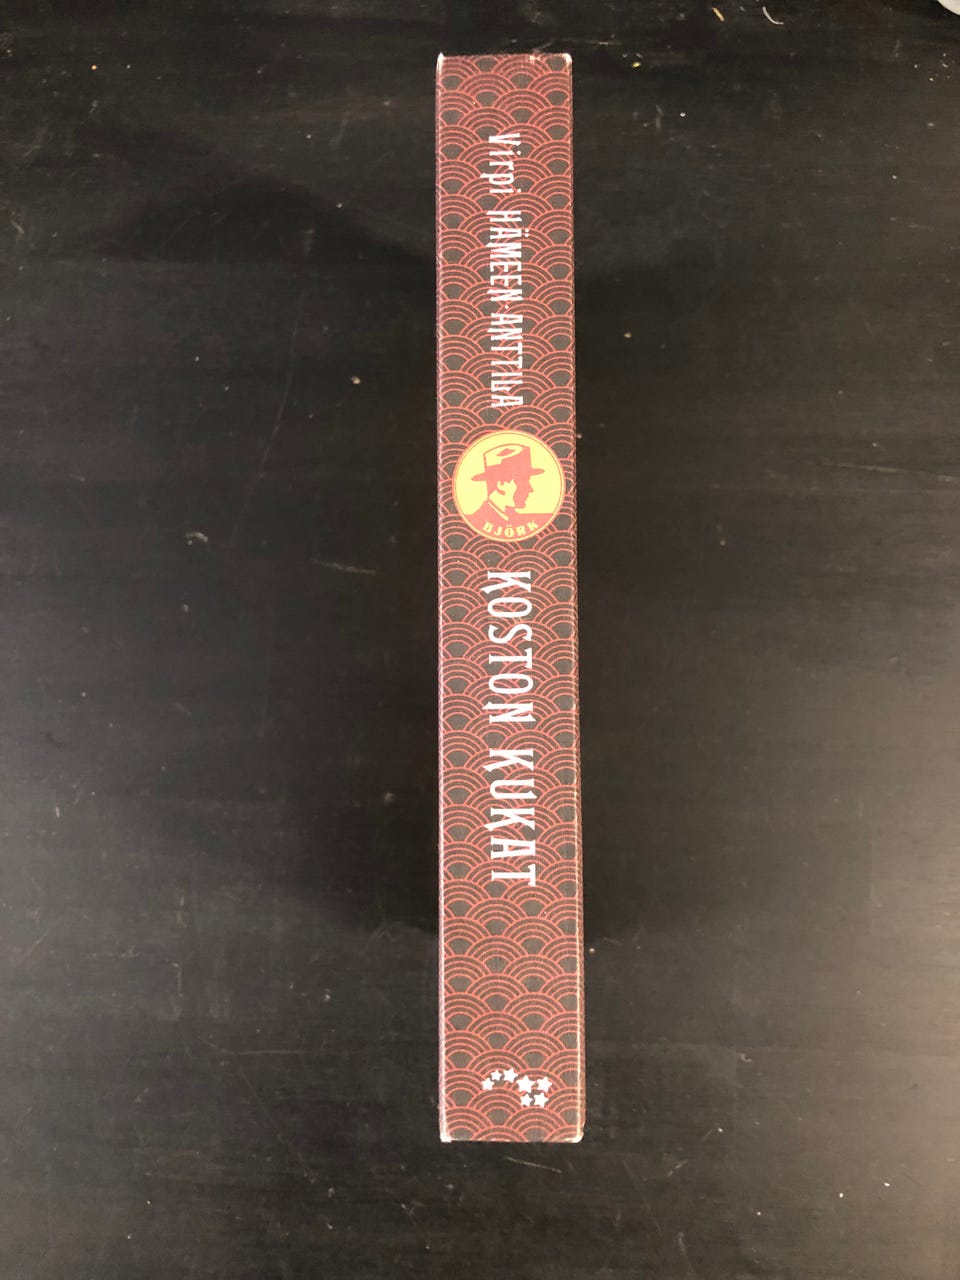 Virpi HÄMEEN-ANTTILA
BJÖRK
KOSTON KUKAT